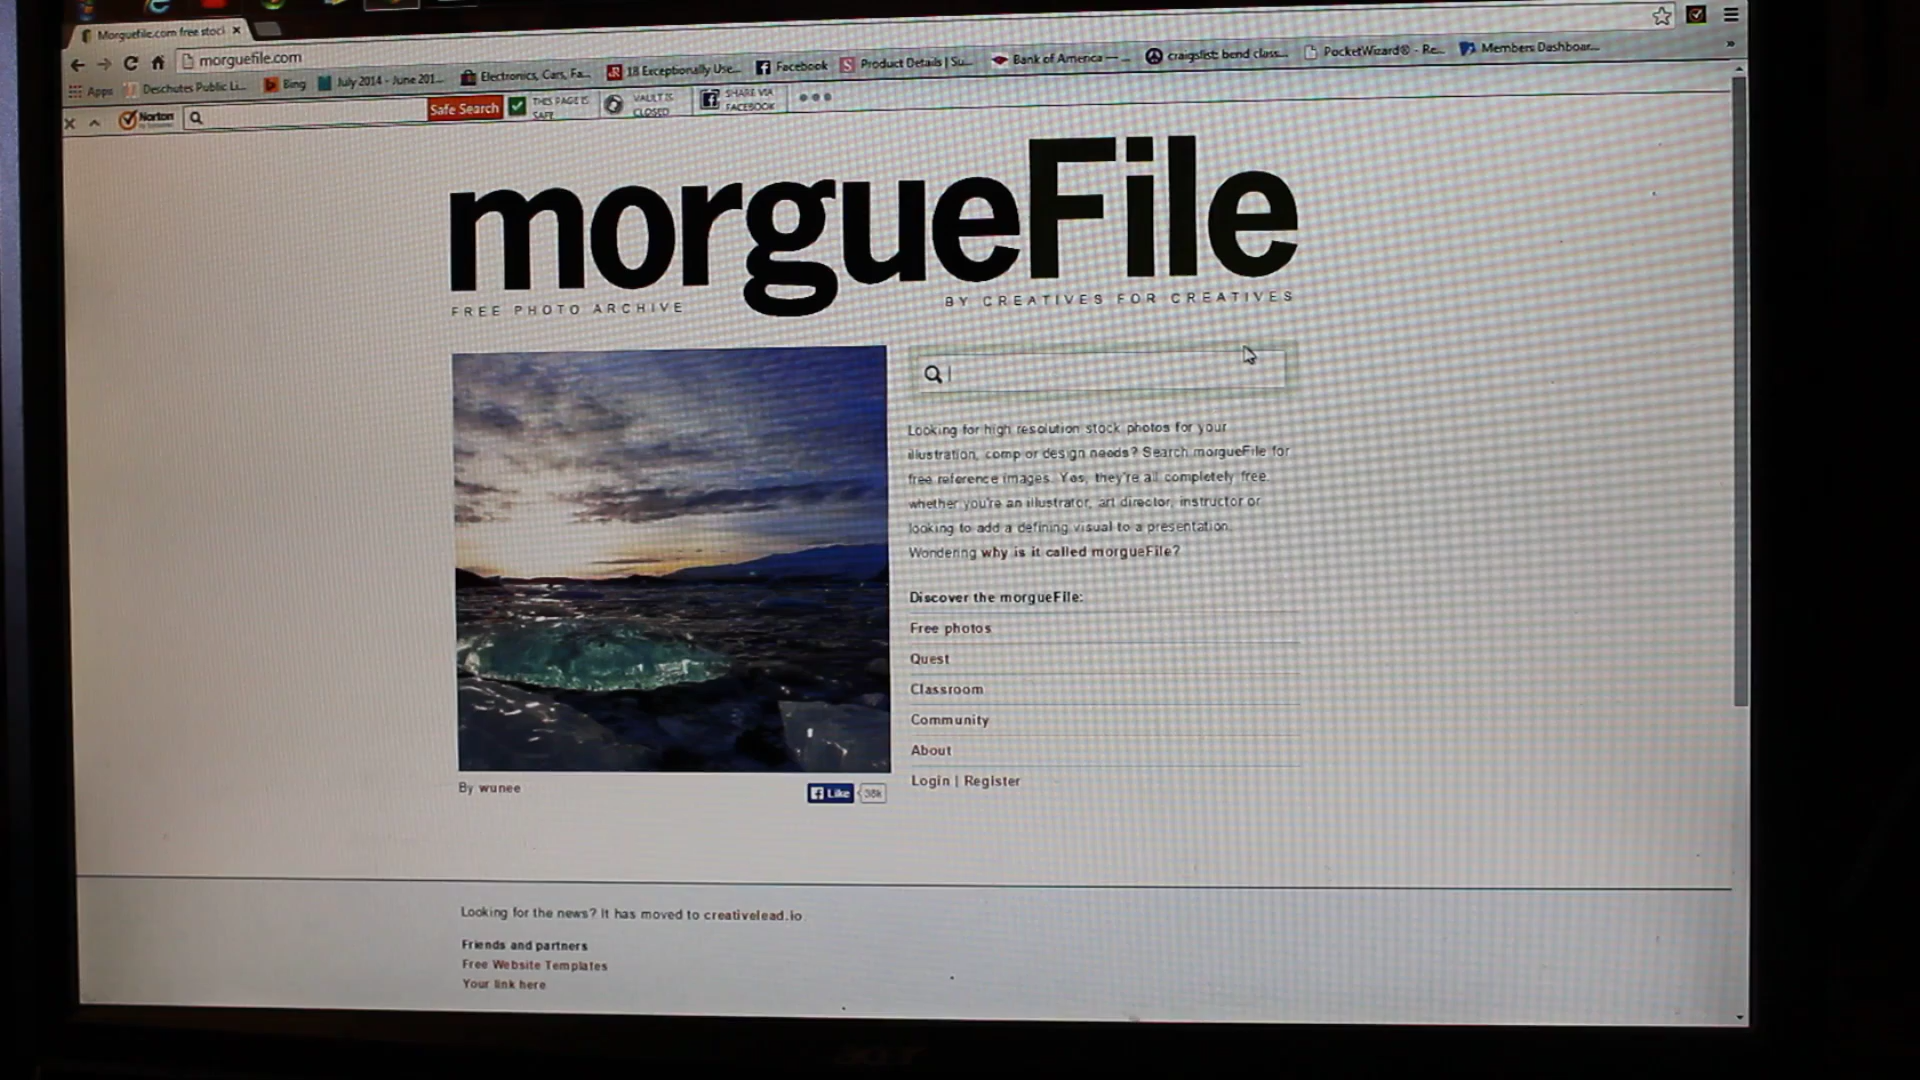 Morguefile.com free stocl
morguefile.com
Apps
Deschutes Public Li...
Bing
July 2014 - June 201...
Electronics, Cars, Fa...
18 Exceptionally Use...
Facebook
Product Details | Su...
Bank of America — ...
craigslist: bend class...
PocketWizard® - Re...
Members Dashboar...
Norton
Safe Search
THIS PAGE IS
SAFE
VAULT IS
CLOSED
SHARE VIA
FACEBOOK
morgueFile
FREE PHOTO ARCHIVE
BY CREATIVES FOR CREATIVES
Looking for high resolution stock photos for your
illustration, comp or design needs? Search morgueFile for
free reference images. Yes, they're all completely free,
whether you're an illustrator, art director, instructor or
looking to add a defining visual to a presentation.
Wondering why is it called morgueFile?
Discover the morgueFile:
Free photos
Quest
Classroom
Community
About
Login | Register
By wunee
Like
38k
Looking for the news? It has moved to creativelead.io
Friends and partners
Free Website Templates
Your link here
acer